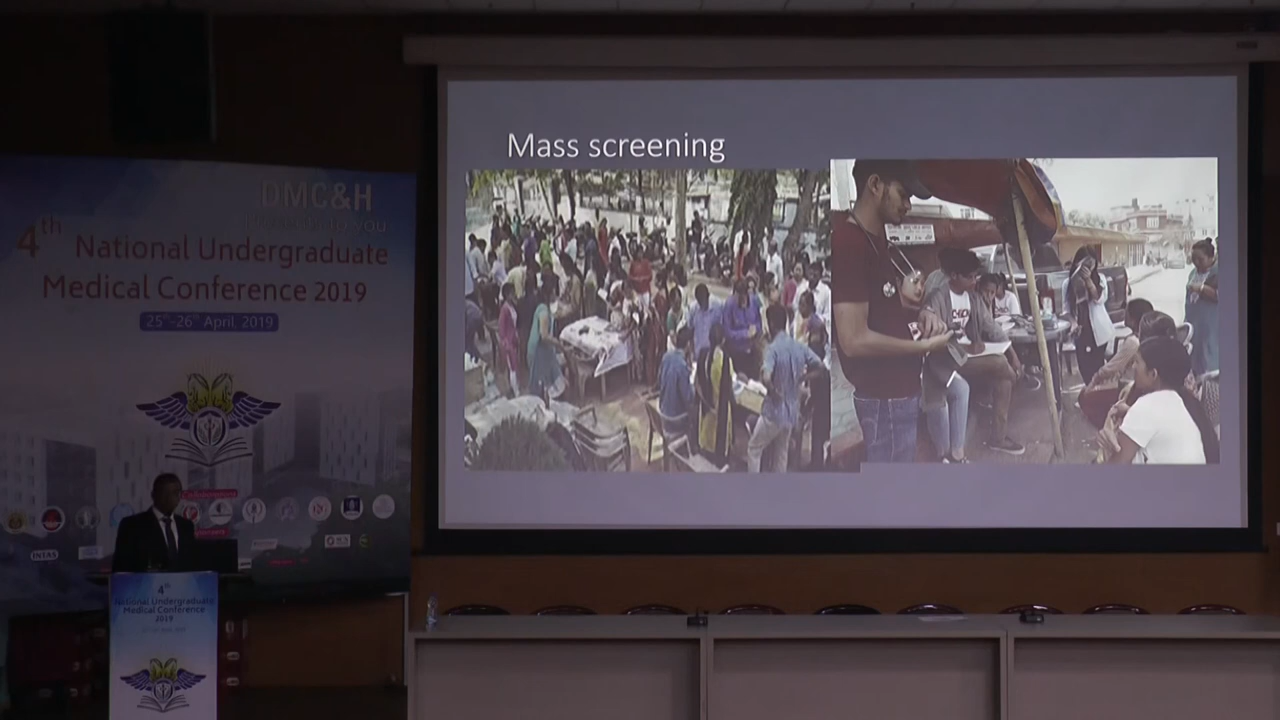 DMC&H
4th National Undergraduate
Medical Conference 2019
25th-26th April, 2019
INTAS
Mass screening
4th
National Undergraduate
Medical Conference
2019